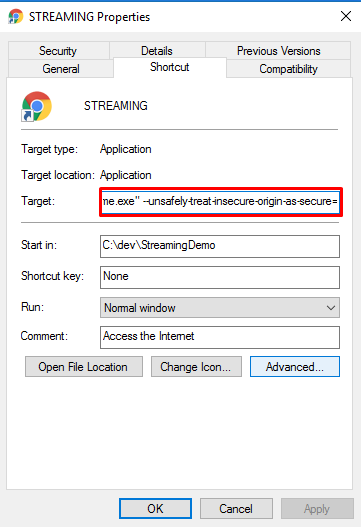 STREAMING Properties
Security Details Previous Versions
General Shortcut Compatibility
STREAMING
Target type: Application
Target location: Application
Target: me.exe" --unsafely-treat-insecure-origin-as-secure=
Start in: C:\dev\StreamingDemo
Shortcut key: None
Run: Normal window
Comment: Access the Internet
Open File Location Change Icon... Advanced...
OK Cancel Apply